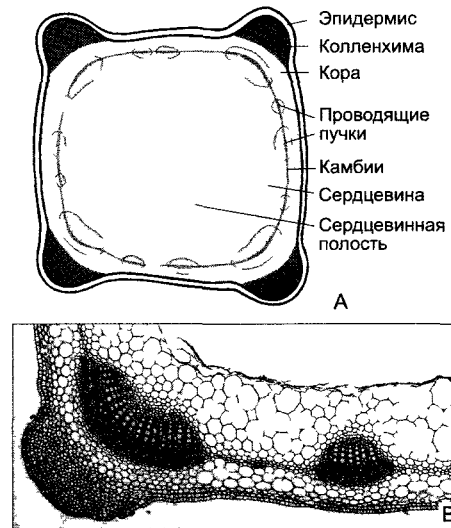 Эпидермис
Колленхима
Кора
Проводящие
пучки
Камбии
Сердцевина
Сердцевинная
полость
А
Б